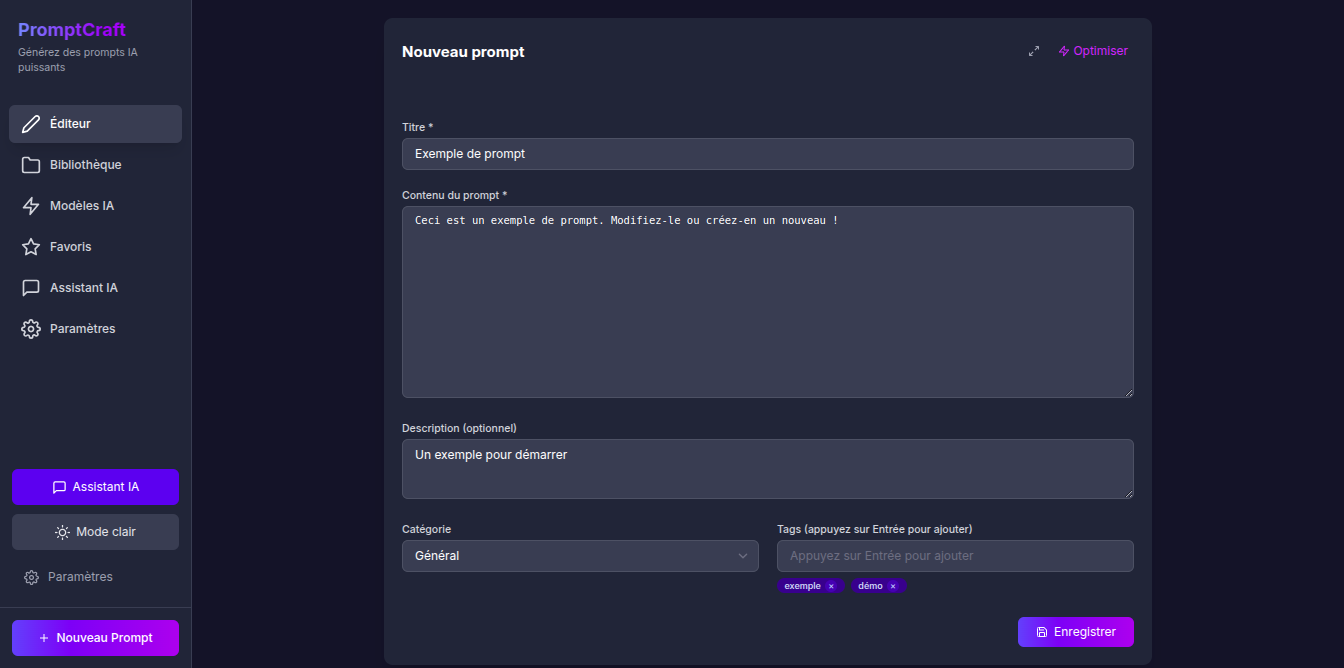 PromptCraft
Générez des prompts IA
puissants
Éditeur
Bibliothèque
Modèles IA
Favoris
Assistant IA
Paramètres
Assistant IA
Mode clair
Paramètres
+ Nouveau Prompt
Nouveau prompt
Optimiser
Titre *
Exemple de prompt
Contenu du prompt *
Ceci est un exemple de prompt. Modifiez-le ou créez-en un nouveau !
Description (optionnel)
Un exemple pour démarrer
Catégorie
Général
Tags (appuyez sur Entrée pour ajouter)
Appuyez sur Entrée pour ajouter
exemple × démo ×
Enregistrer